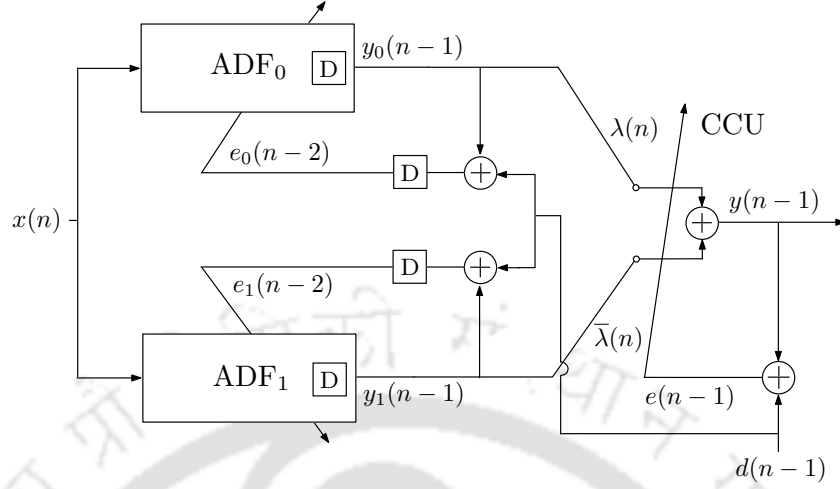 ADF₀
D
y₀(n − 1)
λ(n)
CCU
e₀(n − 2)
D
x(n)
y(n − 1)
e₁(n − 2)
D
λ̅(n)
ADF₁
D
y₁(n − 1)
e(n − 1)
d(n − 1)